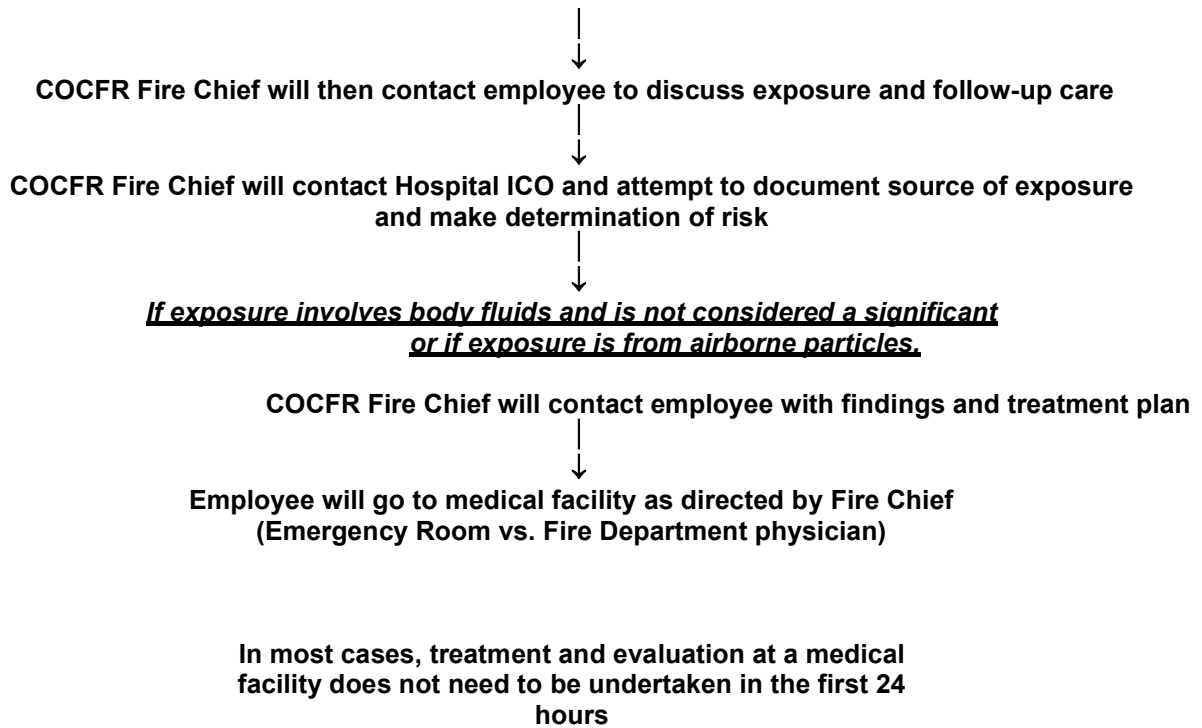 COCFR Fire Chief will then contact employee to discuss exposure and follow-up care
COCFR Fire Chief will contact Hospital ICO and attempt to document source of exposure
and make determination of risk
If exposure involves body fluids and is not considered a significant
or if exposure is from airborne particles.
COCFR Fire Chief will contact employee with findings and treatment plan
Employee will go to medical facility as directed by Fire Chief
(Emergency Room vs. Fire Department physician)
In most cases, treatment and evaluation at a medical
facility does not need to be undertaken in the first 24
hours